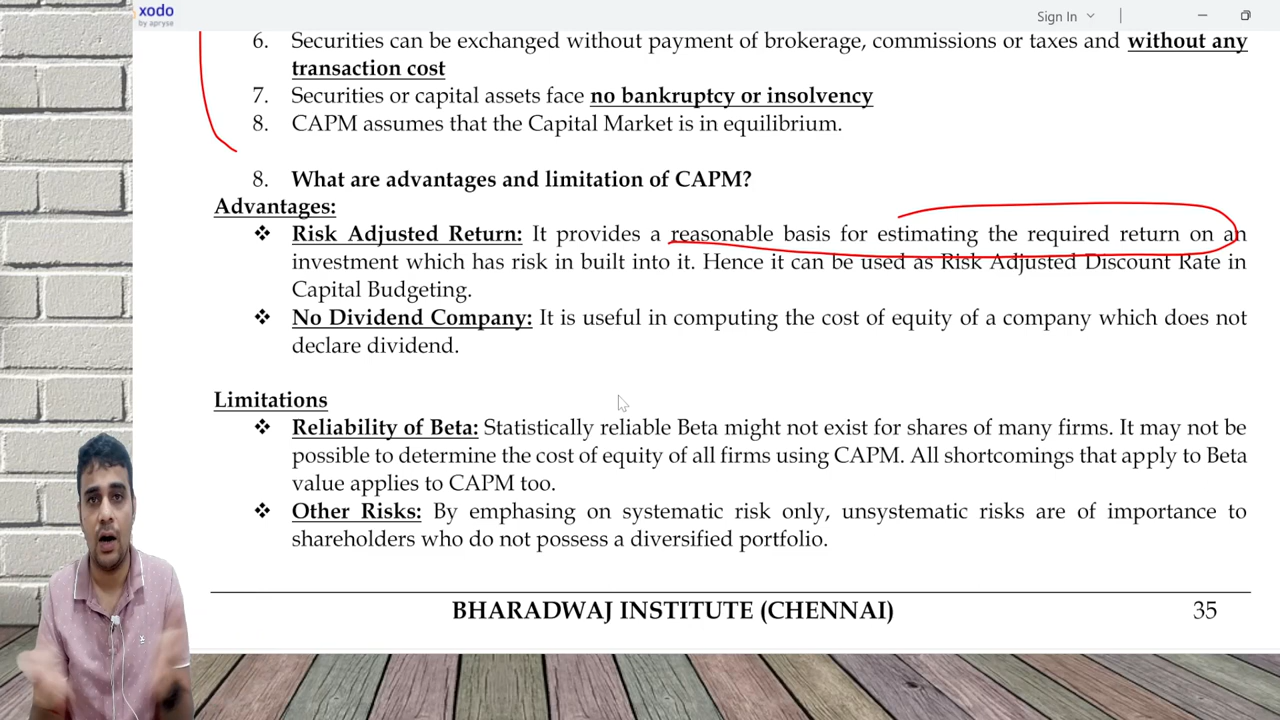 xodo
by apryse
Sign In
6. Securities can be exchanged without payment of brokerage, commissions or taxes and without any
transaction cost
7. Securities or capital assets face no bankruptcy or insolvency
8. CAPM assumes that the Capital Market is in equilibrium.
8. What are advantages and limitation of CAPM?
Advantages:
❖ Risk Adjusted Return: It provides a reasonable basis for estimating the required return on an
investment which has risk in built into it. Hence it can be used as Risk Adjusted Discount Rate in
Capital Budgeting.
❖ No Dividend Company: It is useful in computing the cost of equity of a company which does not
declare dividend.
Limitations
❖ Reliability of Beta: Statistically reliable Beta might not exist for shares of many firms. It may not be
possible to determine the cost of equity of all firms using CAPM. All shortcomings that apply to Beta
value applies to CAPM too.
❖ Other Risks: By emphasing on systematic risk only, unsystematic risks are of importance to
shareholders who do not possess a diversified portfolio.
BHARADWAJ INSTITUTE (CHENNAI) 35